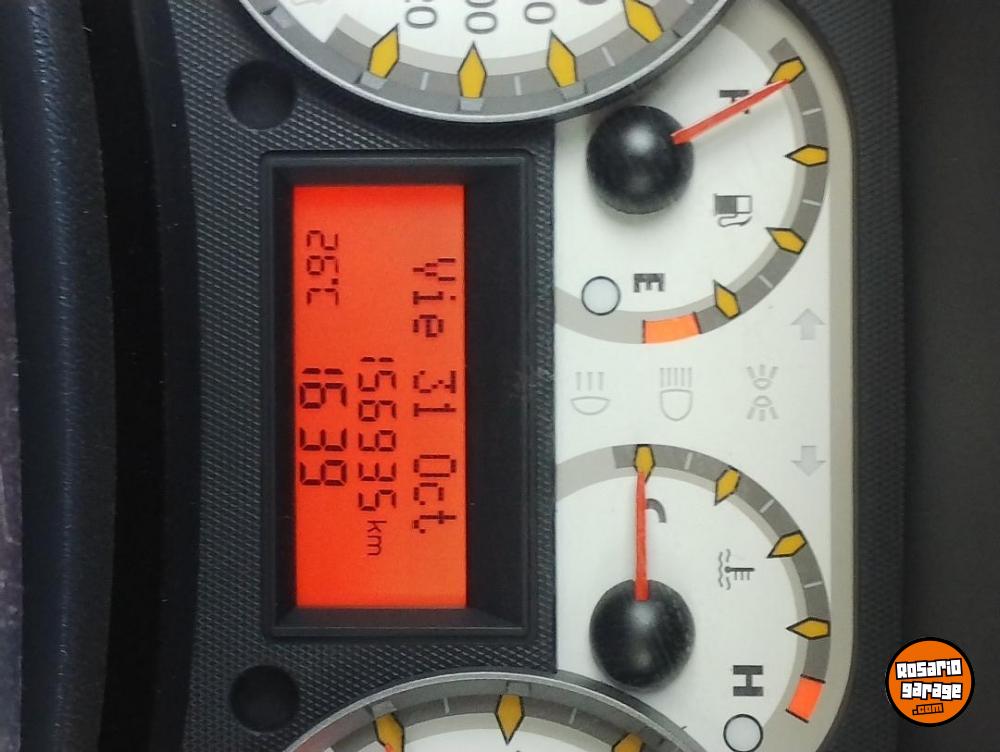 Vie 31 Oct
156935 km
26°C
16 39
F
E
C
H
ROSARIO
garage
.com